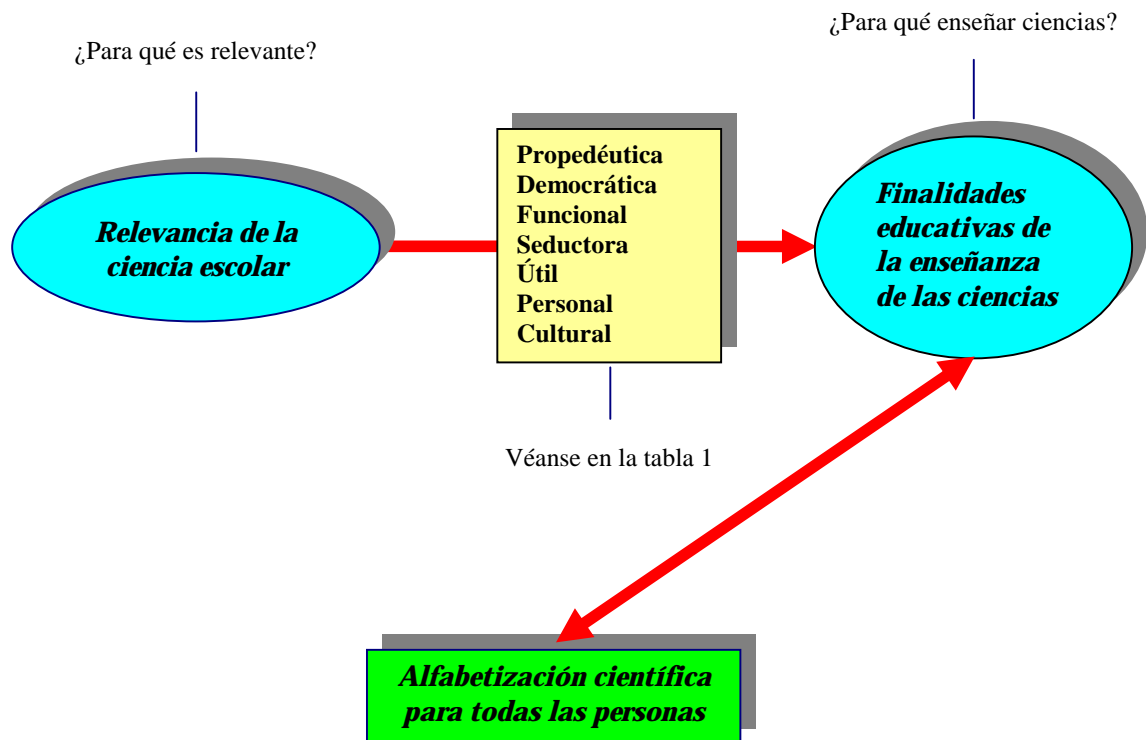 ¿Para qué es relevante?
¿Para qué enseñar ciencias?
Relevancia de la
ciencia escolar
Propedéutica
Democrática
Funcional
Seductora
Útil
Personal
Cultural
Finalidades
educativas de
la enseñanza
de las ciencias
Véanse en la tabla 1
Alfabetización científica
para todas las personas